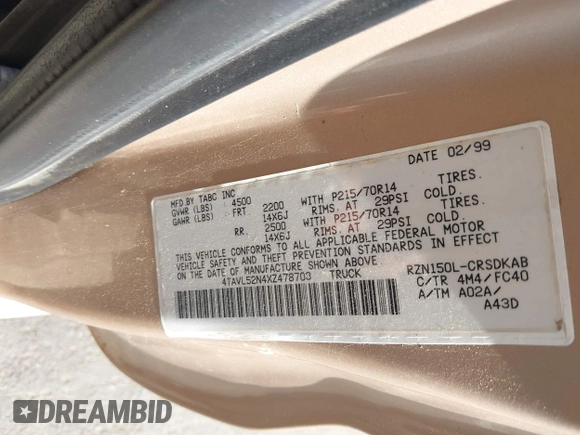 DATE 02/99
MFD.BY TABC INC
GVWR (LBS) 4500
GAWR (LBS) FRT. 2200 WITH P215/70R14 TIRES.
14X6J RIMS. AT 29PSI COLD.
RR. 2500 WITH P215/70R14 TIRES.
14X6J RIMS. AT 29PSI COLD.
THIS VEHICLE CONFORMS TO ALL APPLICABLE FEDERAL MOTOR
VEHICLE SAFETY AND THEFT PREVENTION STANDARDS IN EFFECT
ON THE DATE OF MANUFACTURE SHOWN ABOVE
4TAVL52N4XZ478703 TRUCK
RZN150L-CRSDKAB
C/TR 4M4/FC40
A/TM A02A/
A43D
DREAMBID